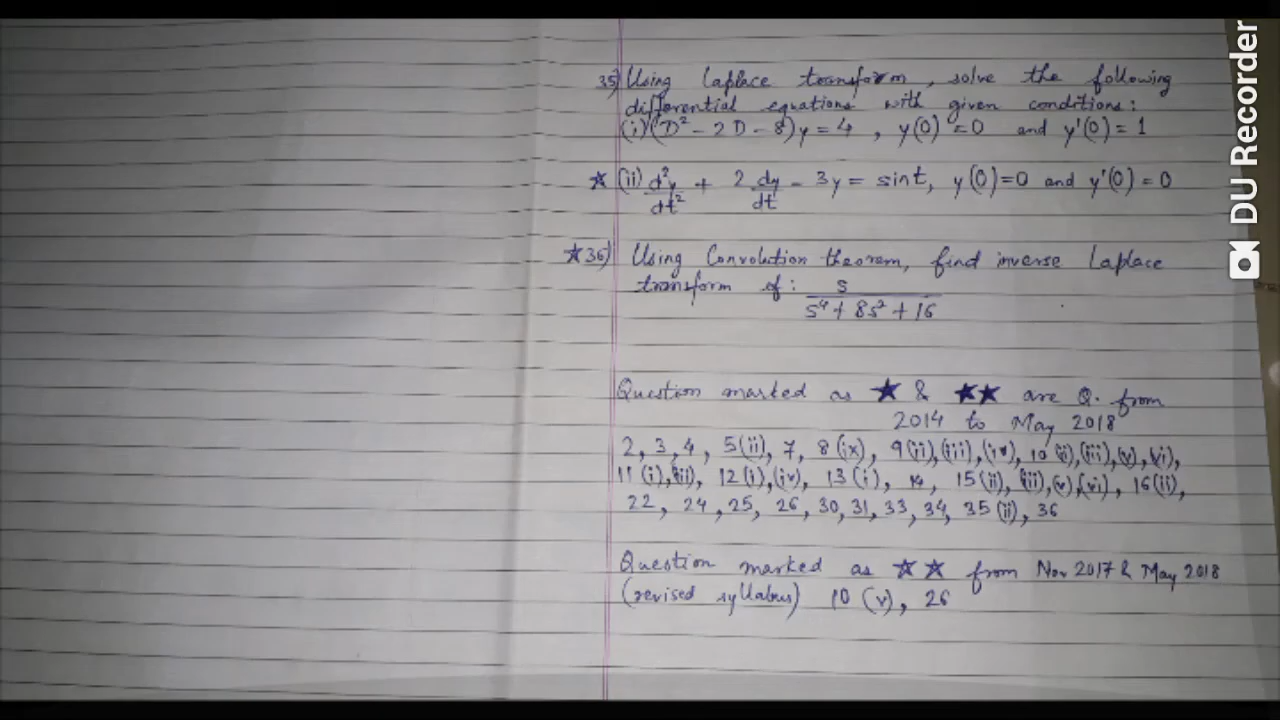 35) Using Laplace transform, solve the following
differential equations with given conditions:
(i) (D² - 2D - 8)y = 4 , y(0) = 0 and y'(0) = 1
★ (ii) d²y/dt² + 2 dy/dt - 3y = sint, y(0)=0 and y'(0) = 0
★36) Using Convolution theorem, find inverse Laplace
transform of: s/(s⁴ + 8s² + 16)
Question marked as ★ & ★★ are Q. from
2014 to May 2018
2, 3, 4, 5(ii), 7, 8(ix), 9(ii),(iii),(iv), 10 (iii),(v),(vi),
11(i),(ii), 12(i),(iv), 13(i), 14, 15(ii), (iii),(v),(vi), 16(ii),
22, 24, 25, 26, 30, 31, 33, 34, 35(ii), 36
Question marked as ★★ from Nov 2017 & May 2018
(revised syllabus) 10 (v), 26
DU Recorder